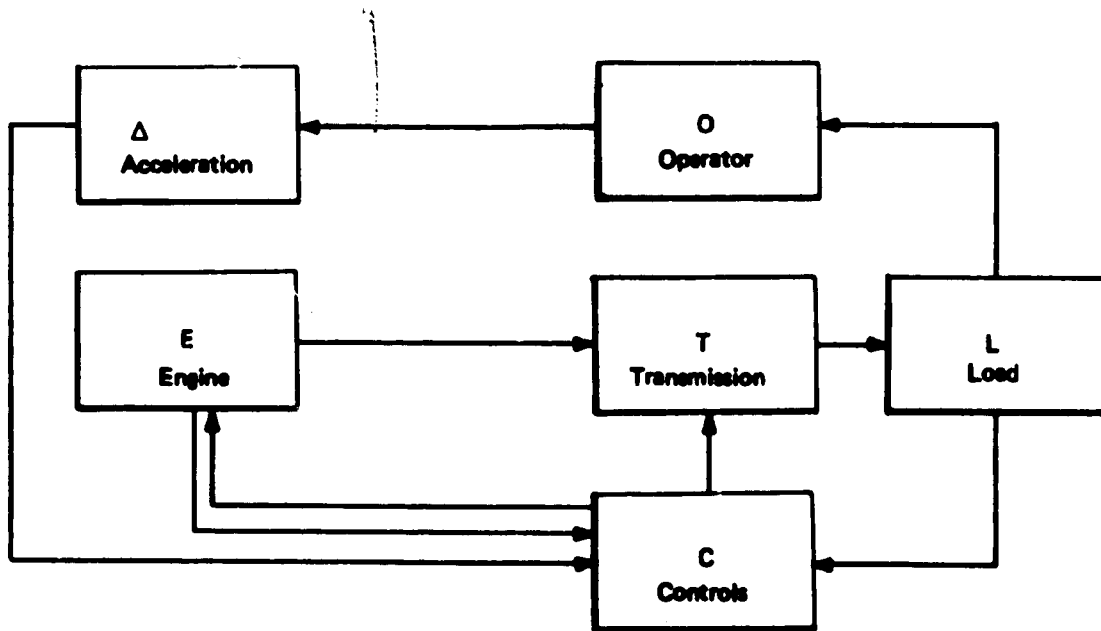 Δ
Acceleration
O
Operator
E
Engine
T
Transmission
L
Load
C
Controls